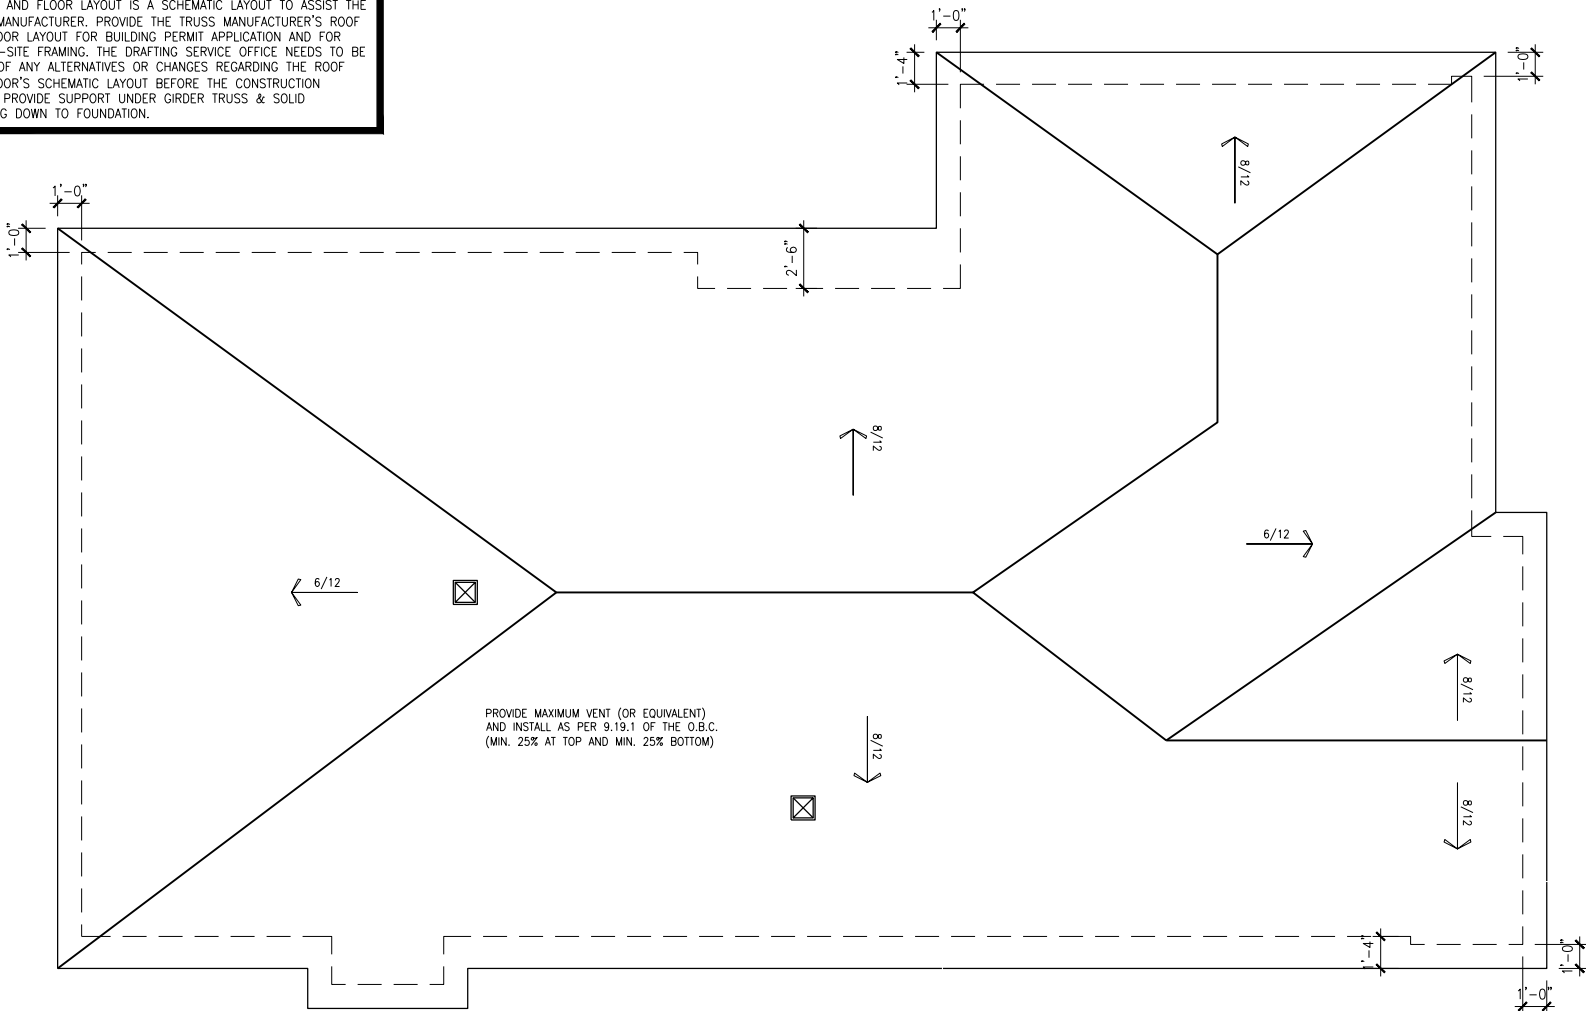 AND FLOOR LAYOUT IS A SCHEMATIC LAYOUT TO ASSIST THE
MANUFACTURER. PROVIDE THE TRUSS MANUFACTURER'S ROOF
LAYOUT FOR BUILDING PERMIT APPLICATION AND FOR
-SITE FRAMING. THE DRAFTING SERVICE OFFICE NEEDS TO BE
OF ANY ALTERNATIVES OR CHANGES REGARDING THE ROOF
SCHEMATIC LAYOUT BEFORE THE CONSTRUCTION
PROVIDE SUPPORT UNDER GIRDER TRUSS & SOLID
DOWN TO FOUNDATION.
1'-0"
1'-4"
1'-0"
8/12
1'-0"
1'-0"
2'-6"
8/12
6/12
6/12
8/12
PROVIDE MAXIMUM VENT (OR EQUIVALENT)
AND INSTALL AS PER 9.19.1 OF THE O.B.C.
(MIN. 25% AT TOP AND MIN. 25% BOTTOM)
8/12
8/12
1'-4"
1'-0"
1'-0"